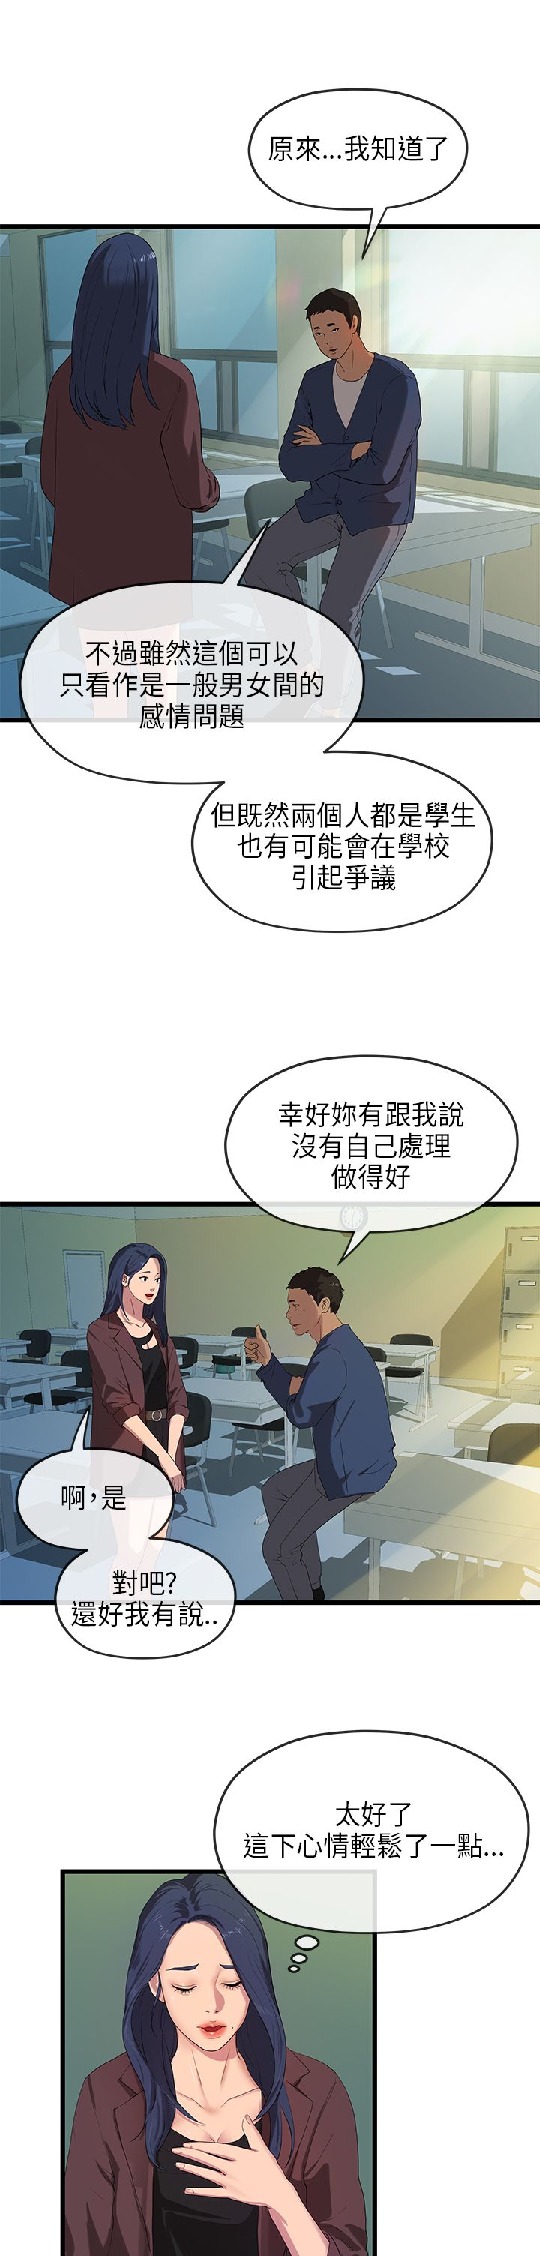 原來...我知道了
不過雖然這個可以
只看作是一般男女間的
感情問題
但既然兩個人都是學生
也有可能會在學校
引起爭議
幸好妳有跟我說
沒有自己處理
做得好
啊，是
對吧?
還好我有說..
太好了
這下心情輕鬆了一點...